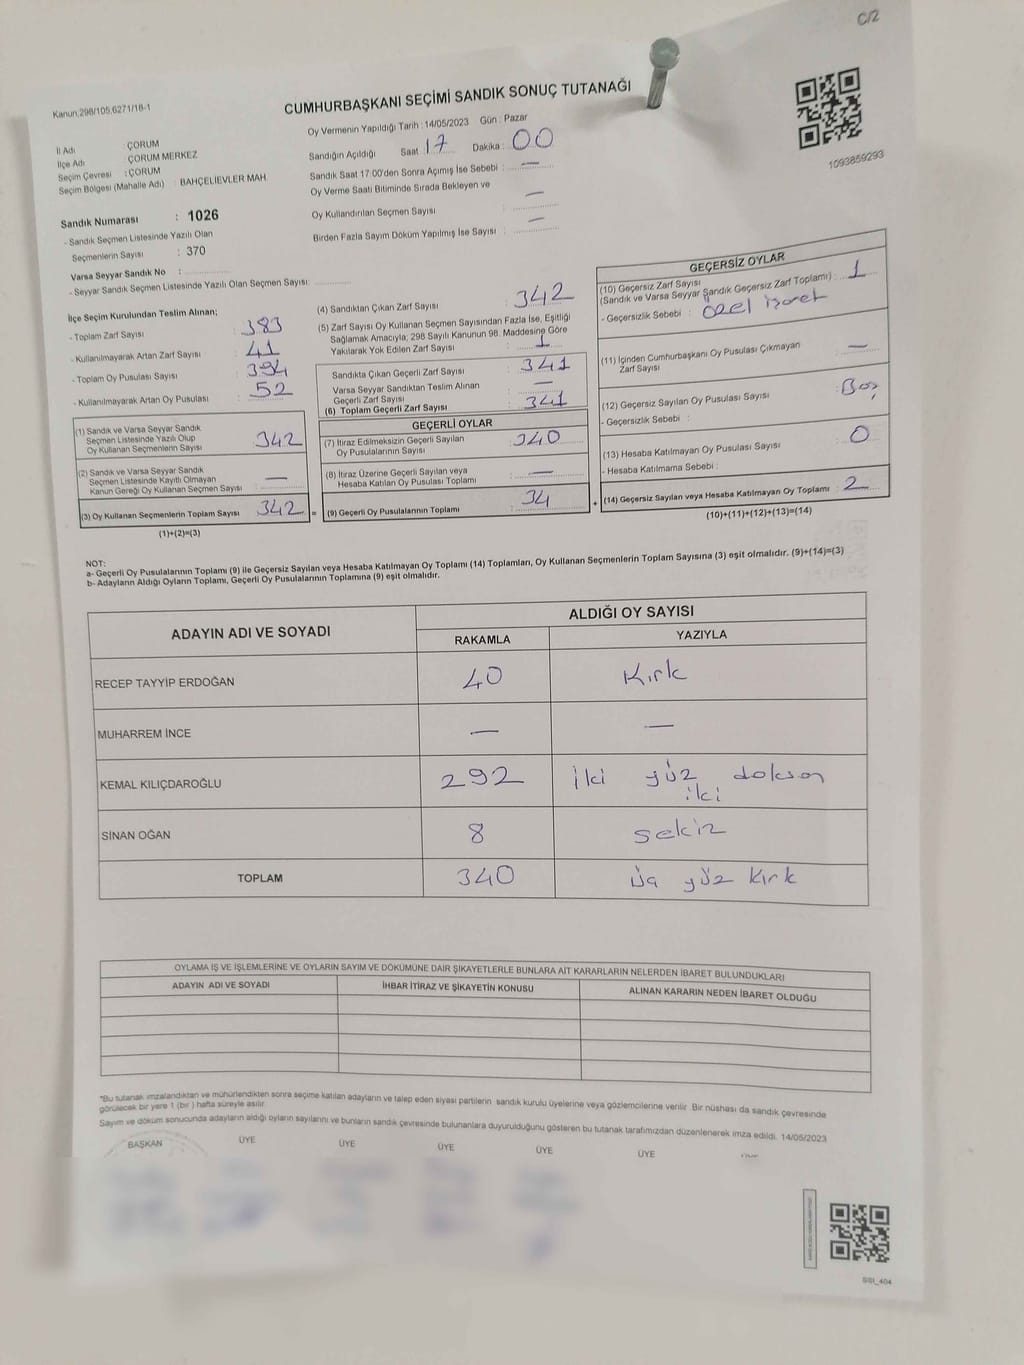 C/2
Kanun,298/105,6271/18-1
CUMHURBAŞKANI SEÇİMİ SANDIK SONUÇ TUTANAĞI
1093859293
İl Adı : ÇORUM
İlçe Adı : ÇORUM MERKEZ
Seçim Çevresi : ÇORUM
Seçim Bölgesi (Mahalle Adı) : BAHÇELİEVLER MAH
Oy Vermenin Yapıldığı Tarih : 14/05/2023 Gün : Pazar
Sandığın Açıldığı Saat : 17 Dakika : 00
Sandık Saat 17:00'den Sonra Açımış İse Sebebi : —
Oy Verme Saati Bitiminde Sırada Bekleyen ve
Oy Kullandırılan Seçmen Sayısı : —
Birden Fazla Sayım Döküm Yapılmış İse Sayısı : —
Sandık Numarası : 1026
- Sandık Seçmen Listesinde Yazılı Olan
Seçmenlerin Sayısı : 370
Varsa Seyyar Sandık No :
- Seyyar Sandık Seçmen Listesinde Yazılı Olan Seçmen Sayısı:
İlçe Seçim Kurulundan Teslim Alınan;
- Toplam Zarf Sayısı : 383
- Kullanılmayarak Artan Zarf Sayısı : 41
- Toplam Oy Pusulası Sayısı : 394
- Kullanılmayarak Artan Oy Pusulası : 52
(1) Sandık ve Varsa Seyyar Sandık
Seçmen Listesinde Yazılı Olup
Oy Kullanan Seçmenlerin Sayısı : 342
(2) Sandık ve Varsa Seyyar Sandık
Seçmen Listesinde Kayıtlı Olmayan
Kanun Gereği Oy Kullanan Seçmen Sayısı : —
(3) Oy Kullanan Seçmenlerin Toplam Sayısı : 342 =
(1)+(2)=(3)
(4) Sandıktan Çıkan Zarf Sayısı : 342
(5) Zarf Sayısı Oy Kullanan Seçmen Sayısından Fazla İse, Eşitliği
Sağlamak Amacıyla; 298 Sayılı Kanunun 98. Maddesine Göre
Yakılarak Yok Edilen Zarf Sayısı : 1
Sandıkta Çıkan Geçerli Zarf Sayısı : 341
Varsa Seyyar Sandıktan Teslim Alınan
Geçerli Zarf Sayısı : —
(6) Toplam Geçerli Zarf Sayısı : 341
GEÇERLİ OYLAR
(7) İtiraz Edilmeksizin Geçerli Sayılan
Oy Pusulalarının Sayısı : 340
(8) İtiraz Üzerine Geçerli Sayılan veya
Hesaba Katılan Oy Pusulası Toplamı : —
(9) Geçerli Oy Pusulalarının Toplamı : 34 +
GEÇERSİZ OYLAR
(10) Geçersiz Zarf Sayısı
(Sandık ve Varsa Seyyar Sandık Geçersiz Zarf Toplamı) : 1
- Geçersizlik Sebebi : Özel işaret
(11) İçinden Cumhurbaşkanı Oy Pusulası Çıkmayan
Zarf Sayısı : —
(12) Geçersiz Sayılan Oy Pusulası Sayısı : Boş
- Geçersizlik Sebebi :
(13) Hesaba Katılmayan Oy Pusulası Sayısı : 0
- Hesaba Katılmama Sebebi :
(14) Geçersiz Sayılan veya Hesaba Katılmayan Oy Toplamı : 2
(10)+(11)+(12)+(13)=(14)
NOT:
a- Geçerli Oy Pusulalarının Toplamı (9) ile Geçersiz Sayılan veya Hesaba Katılmayan Oy Toplamı (14) Toplamları, Oy Kullanan Seçmenlerin Toplam Sayısına (3) eşit olmalıdır. (9)+(14)=(3)
b- Adayların Aldığı Oyların Toplamı, Geçerli Oy Pusulalarının Toplamına (9) eşit olmalıdır.
ADAYIN ADI VE SOYADI ALDIĞI OY SAYISI
RAKAMLA YAZIYLA
RECEP TAYYİP ERDOĞAN 40 Kırk
MUHARREM İNCE — —
KEMAL KILIÇDAROĞLU 292 iki yüz doksan
iki
SİNAN OĞAN 8 sekiz
TOPLAM 340 üç yüz kırk
OYLAMA İŞ VE İŞLEMLERİNE VE OYLARIN SAYIM VE DÖKÜMÜNE DAİR ŞİKAYETLERLE BUNLARA AİT KARARLARIN NELERDEN İBARET BULUNDUKLARI
ADAYIN ADI VE SOYADI İHBAR İTİRAZ VE ŞİKAYETİN KONUSU ALINAN KARARIN NEDEN İBARET OLDUĞU
*Bu tutanak imzalandıktan ve mühürlendikten sonra seçime katılan adayların ve talep eden siyasi partilerin sandık kurulu üyelerine veya gözlemcilerine verilir. Bir nüshası da sandık çevresinde
görülecek bir yere 1 (bir ) hafta süreyle asılır.
Sayım ve döküm sonucunda adayların aldığı oyların sayılarını ve bunların sandık çevresinde bulunanlara duyurulduğunu gösteren bu tutanak tarafımızdan düzenlenerek imza edildi. 14/05/2023
BAŞKAN ÜYE ÜYE ÜYE ÜYE ÜYE
SSI_404